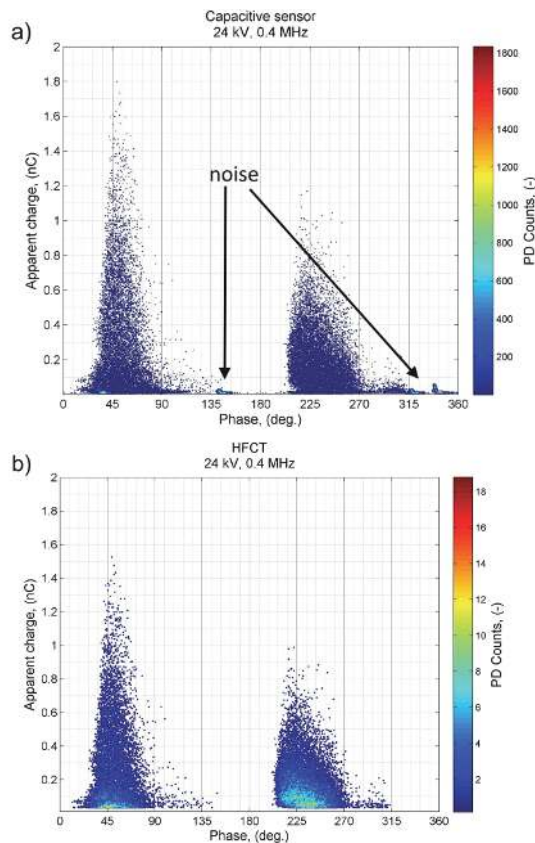 a)
Capacitive sensor
24 kV, 0.4 MHz
2
1.8
1.6
1.4
1.2
1
0.8
0.6
0.4
0.2
Apparent charge, (nC)
noise
0 45 90 135 180 225 270 315 360
Phase, (deg.)
1800
1600
1400
1200
1000
800
600
400
200
PD Counts, (-)
b)
HFCT
24 kV, 0.4 MHz
2
1.8
1.6
1.4
1.2
1
0.8
0.6
0.4
0.2
Apparent charge, (nC)
0 45 90 135 180 225 270 315 360
Phase, (deg.)
18
16
14
12
10
8
6
4
2
PD Counts, (-)